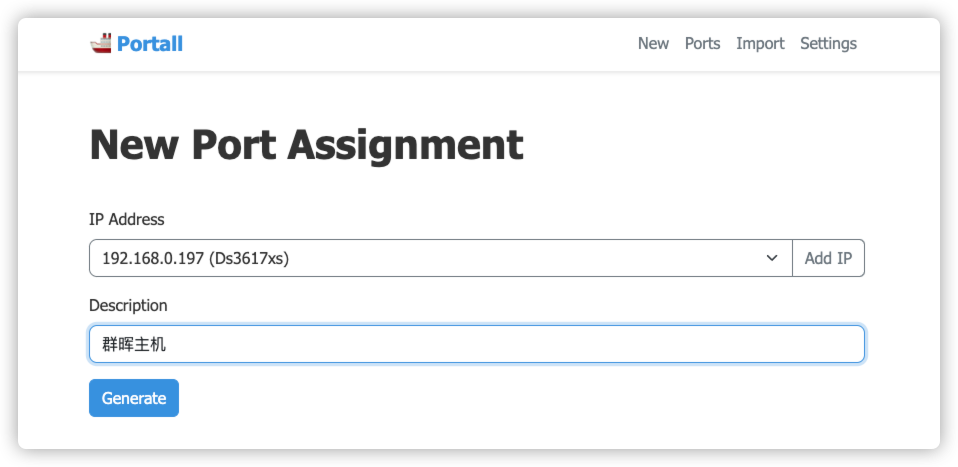 Portall
New Ports Import Settings
New Port Assignment
IP Address
192.168.0.197 (Ds3617xs)
Add IP
Description
群晖主机
Generate